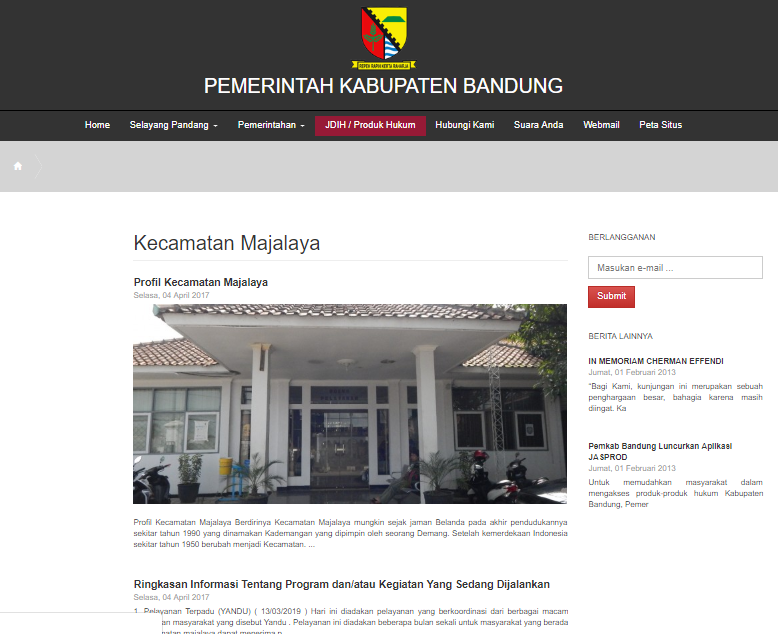 REPEH RAPIH KERTA RAHARJA
PEMERINTAH KABUPATEN BANDUNG
Home Selayang Pandang Pemerintahan JDIH / Produk Hukum Hubungi Kami Suara Anda Webmail Peta Situs
Kecamatan Majalaya
Profil Kecamatan Majalaya
Selasa, 04 April 2017
Profil Kecamatan Majalaya Berdirinya Kecamatan Majalaya mungkin sejak jaman Belanda pada akhir pendudukannya
sekitar tahun 1990 yang dinamakan Kademangan yang dipimpin oleh seorang Demang. Setelah kemerdekaan Indonesia
sekitar tahun 1950 berubah menjadi Kecamatan. ...
Ringkasan Informasi Tentang Program dan/atau Kegiatan Yang Sedang Dijalankan
Selasa, 04 April 2017
1. Pelayanan Terpadu (YANDU) ( 13/03/2019 ) Hari ini diadakan pelayanan yang berkoordinasi dari berbagai macam
an masyarakat yang disebut Yandu . Pelayanan ini diadakan beberapa bulan sekali untuk masyarakat yang berada
BERLANGGANAN
Masukan e-mail ...
Submit
BERITA LAINNYA
IN MEMORIAM CHERMAN EFFENDI
Jumat, 01 Februari 2013
"Bagi Kami, kunjungan ini merupakan sebuah
penghargaan besar, bahagia karena masih
diingat. Ka
Pemkab Bandung Luncurkan Aplikasi
JASPROD
Jumat, 01 Februari 2013
Untuk memudahkan masyarakat dalam
mengakses produk-produk hukum Kabupaten
Bandung, Pemer